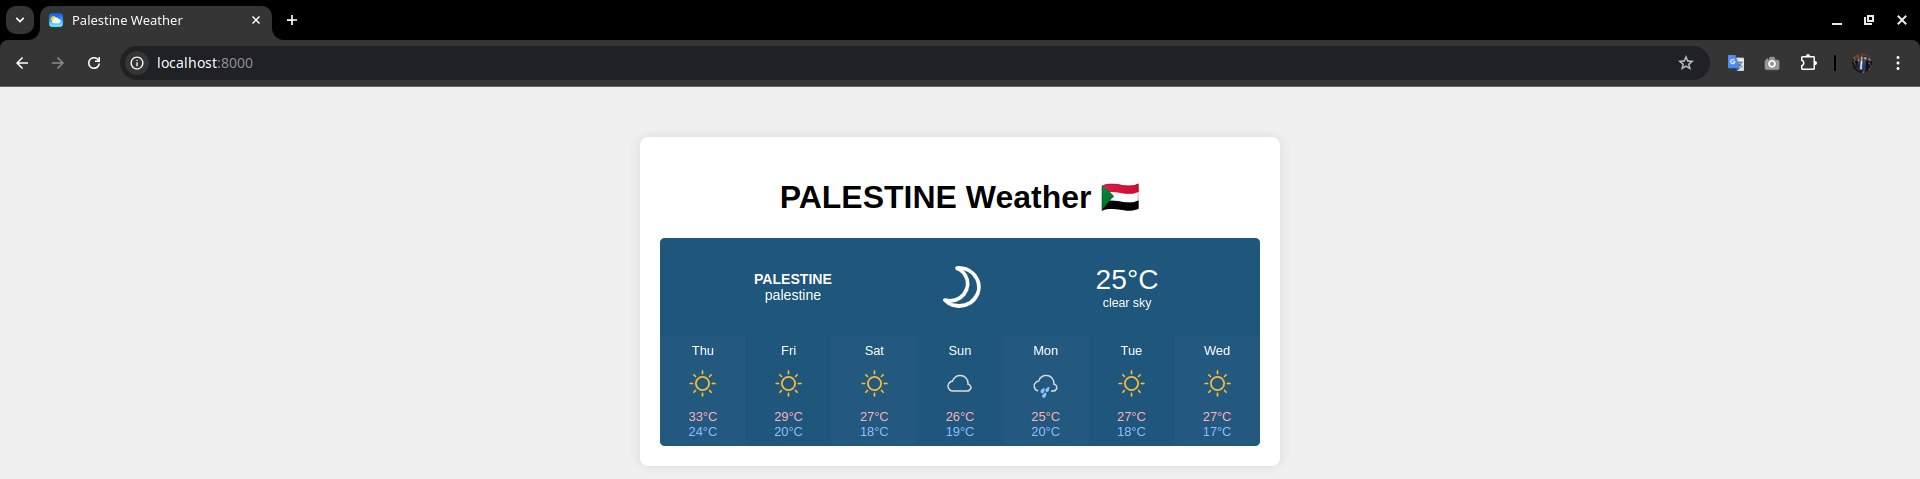 Palestine Weather
localhost:8000
PALESTINE Weather 🇸🇩
PALESTINE
palestine
25°C
clear sky
Thu Fri Sat Sun Mon Tue Wed
33°C 29°C 27°C 26°C 25°C 27°C 27°C
24°C 20°C 18°C 19°C 20°C 18°C 17°C